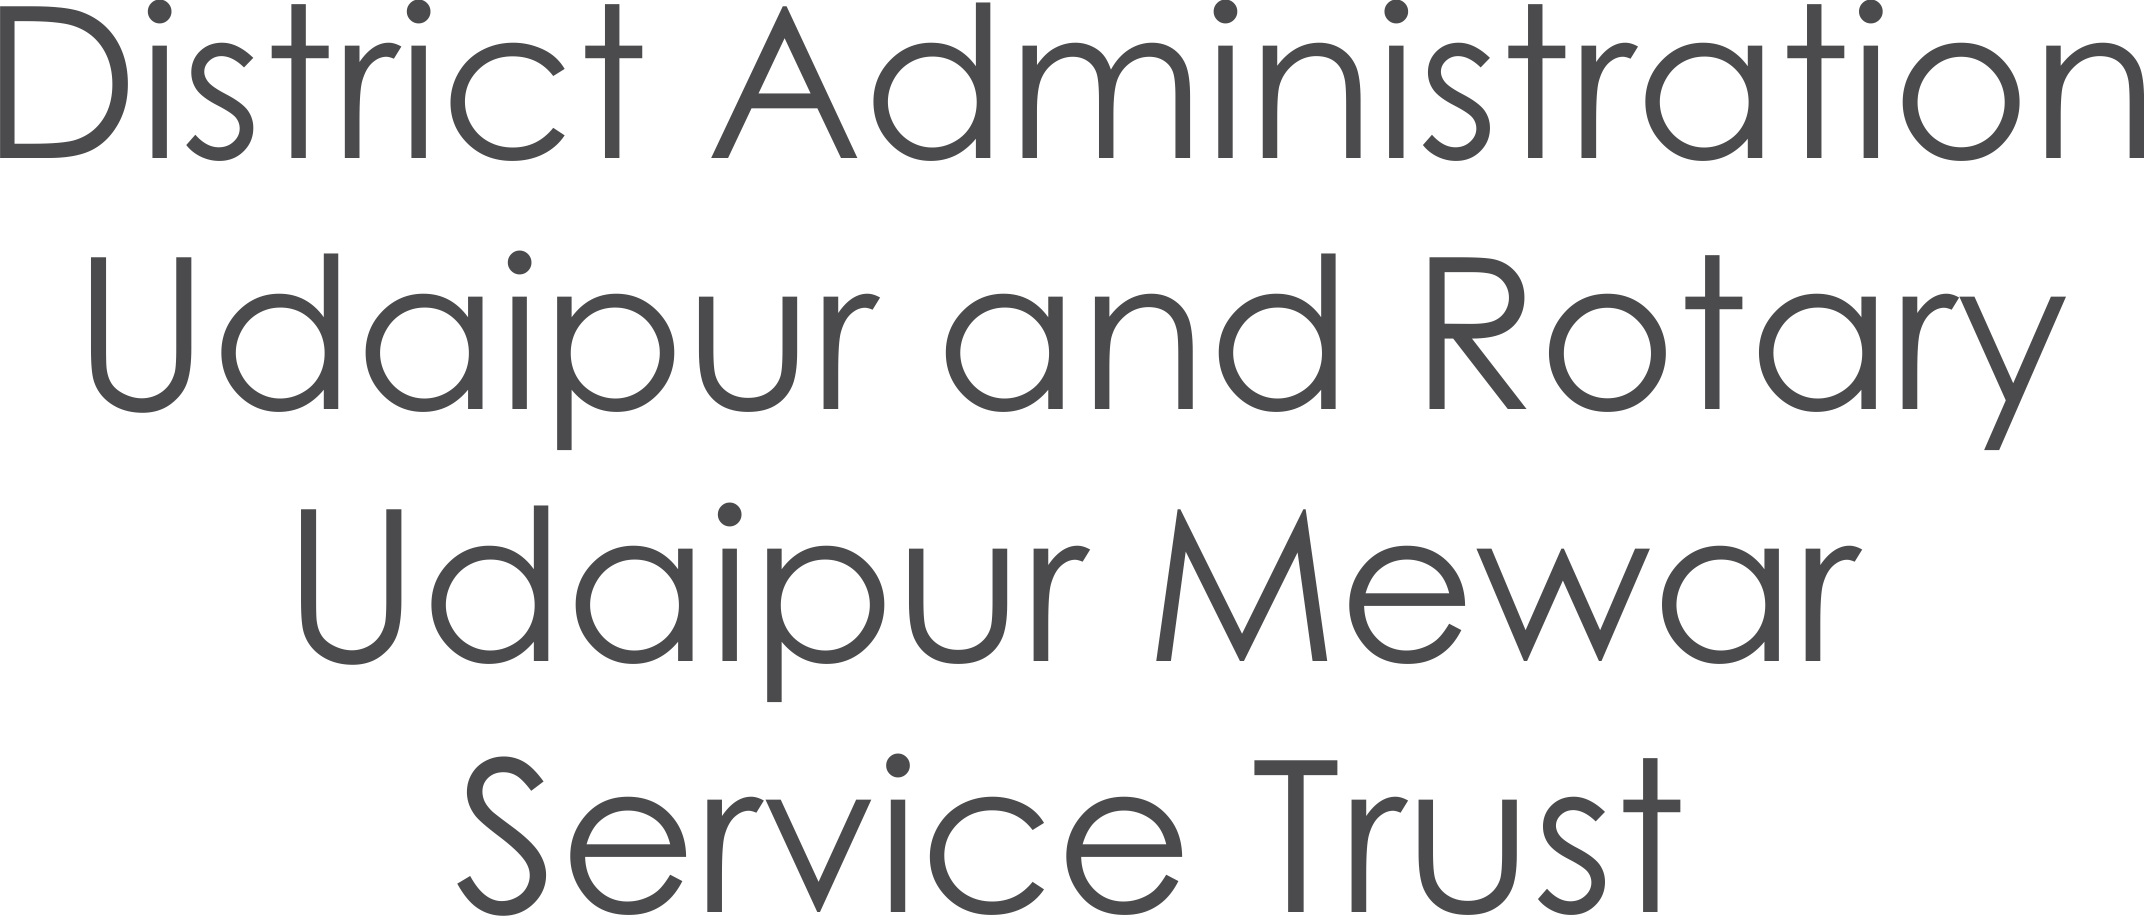 District Administration
Udaipur and Rotary
Udaipur Mewar
Service Trust